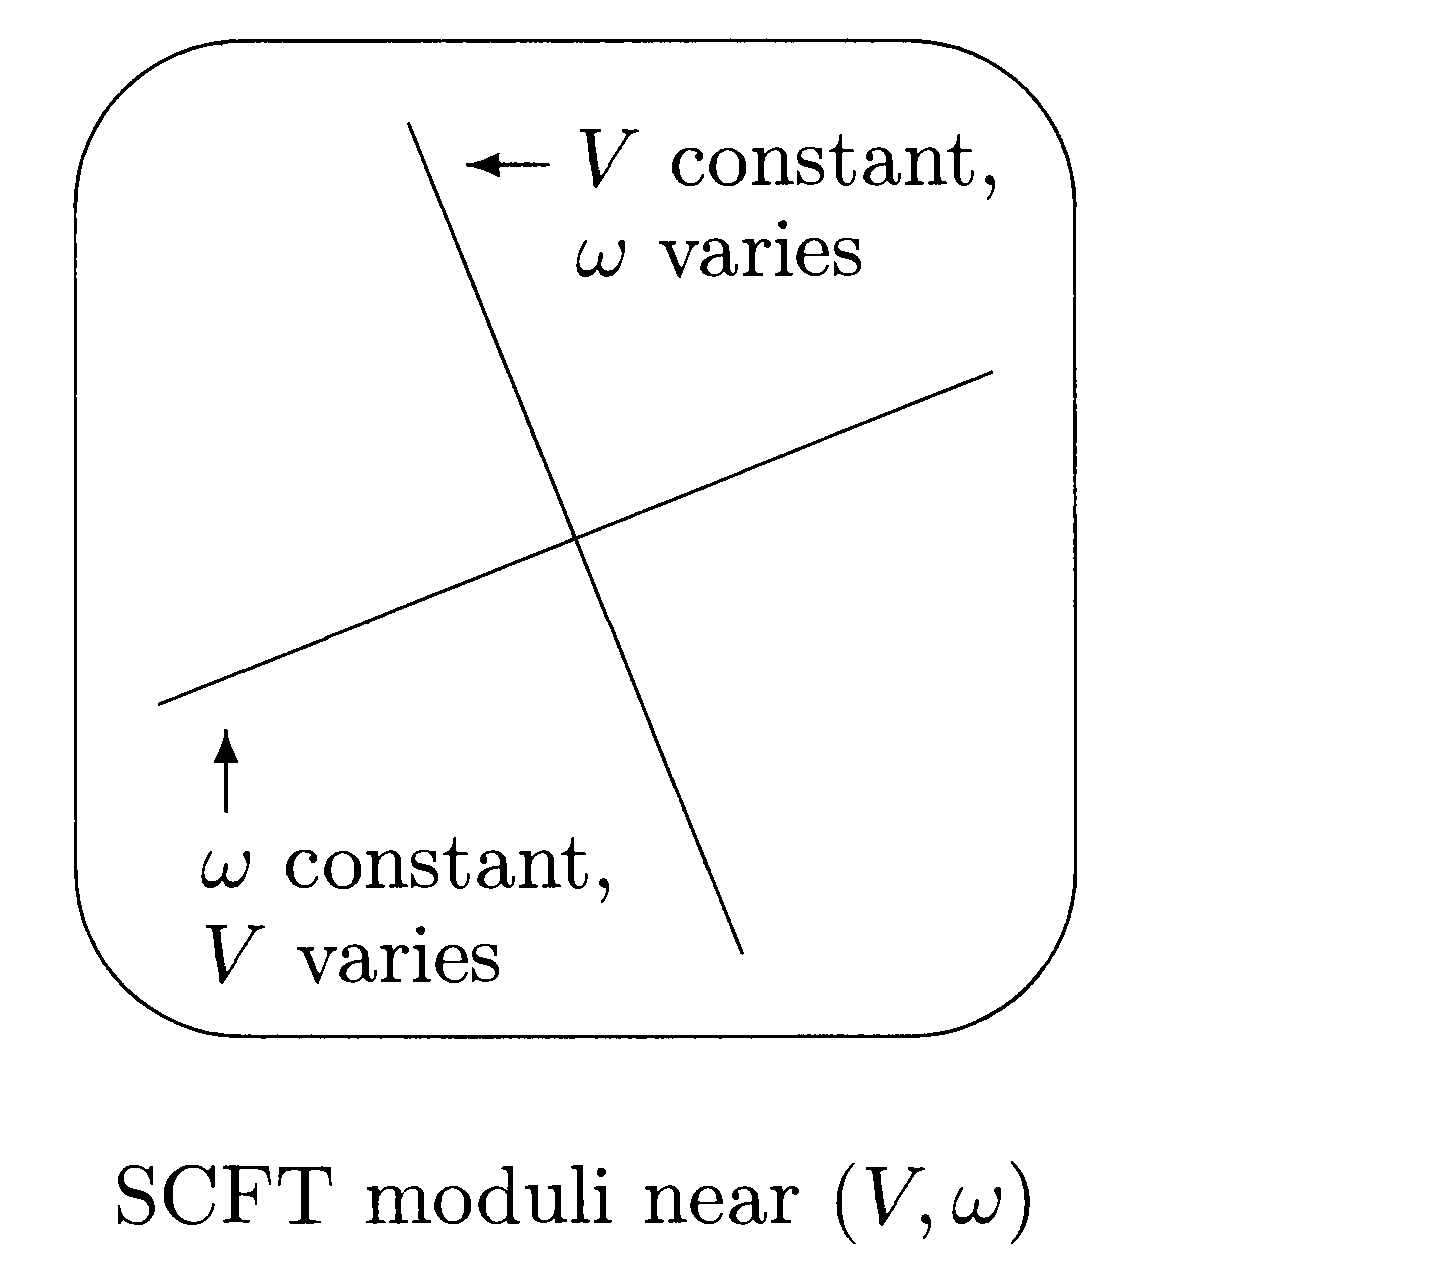 V constant,
ω varies
ω constant,
V varies
SCFT moduli near (V, ω)